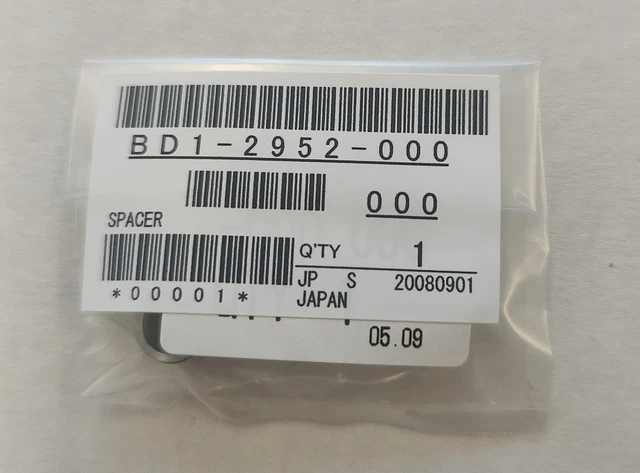 BD1-2952-000
000
SPACER
Q'TY 1
JP S 20080901
*00001* JAPAN
05.09